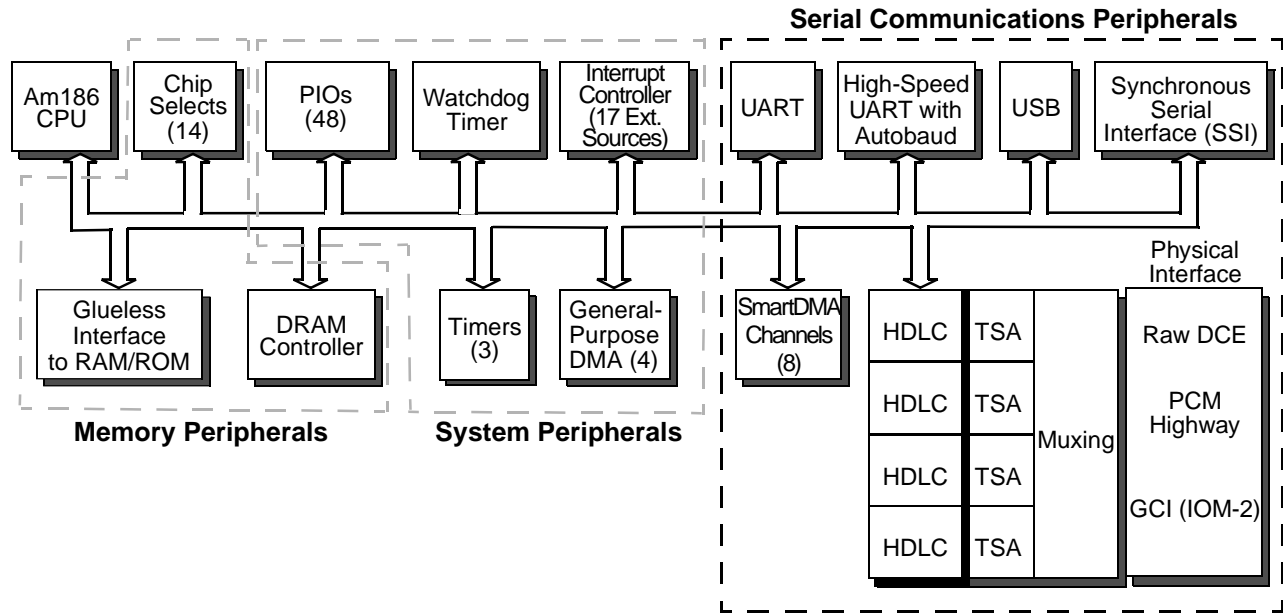 Serial Communications Peripherals
Am186
CPU
Chip
Selects
(14)
PIOs
(48)
Watchdog
Timer
Interrupt
Controller
(17 Ext.
Sources)
UART
High-Speed
UART with
Autobaud
USB
Synchronous
Serial
Interface (SSI)
Glueless
Interface
to RAM/ROM
DRAM
Controller
Timers
(3)
General-
Purpose
DMA (4)
SmartDMA
Channels
(8)
HDLC
TSA
HDLC
TSA
HDLC
TSA
HDLC
TSA
Muxing
Physical
Interface
Raw DCE
PCM
Highway
GCI (IOM-2)
Memory Peripherals
System Peripherals